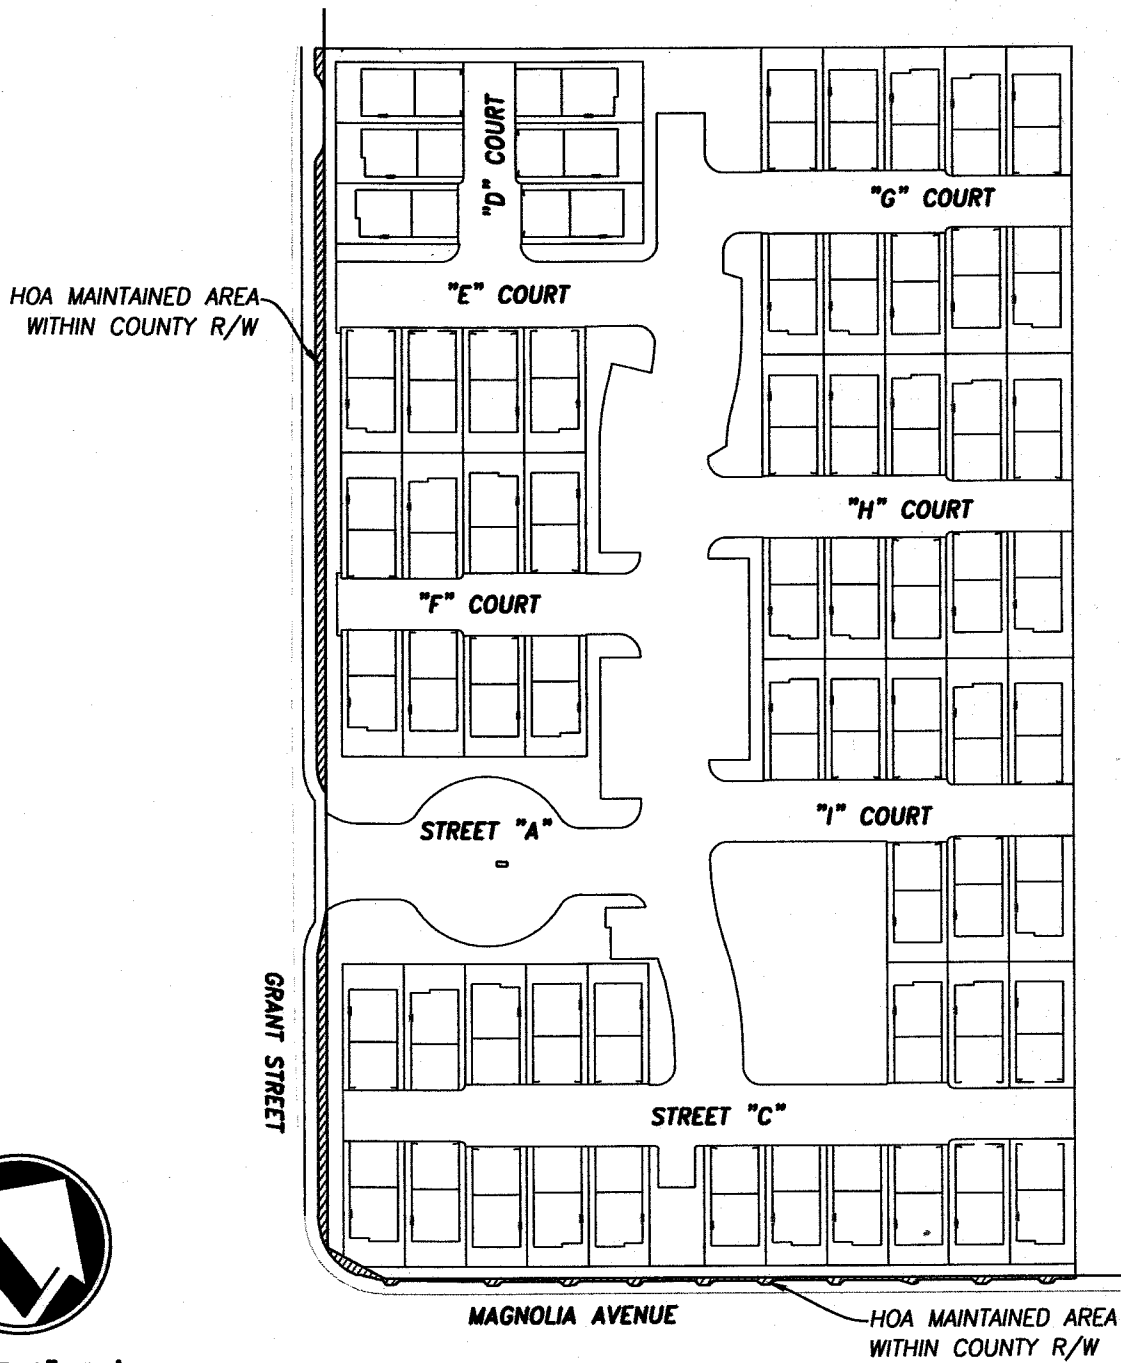 "D" COURT
"G" COURT
HOA MAINTAINED AREA
WITHIN COUNTY R/W
"E" COURT
"H" COURT
"F" COURT
"I" COURT
STREET "A"
GRANT STREET
STREET "C"
MAGNOLIA AVENUE
HOA MAINTAINED AREA
WITHIN COUNTY R/W